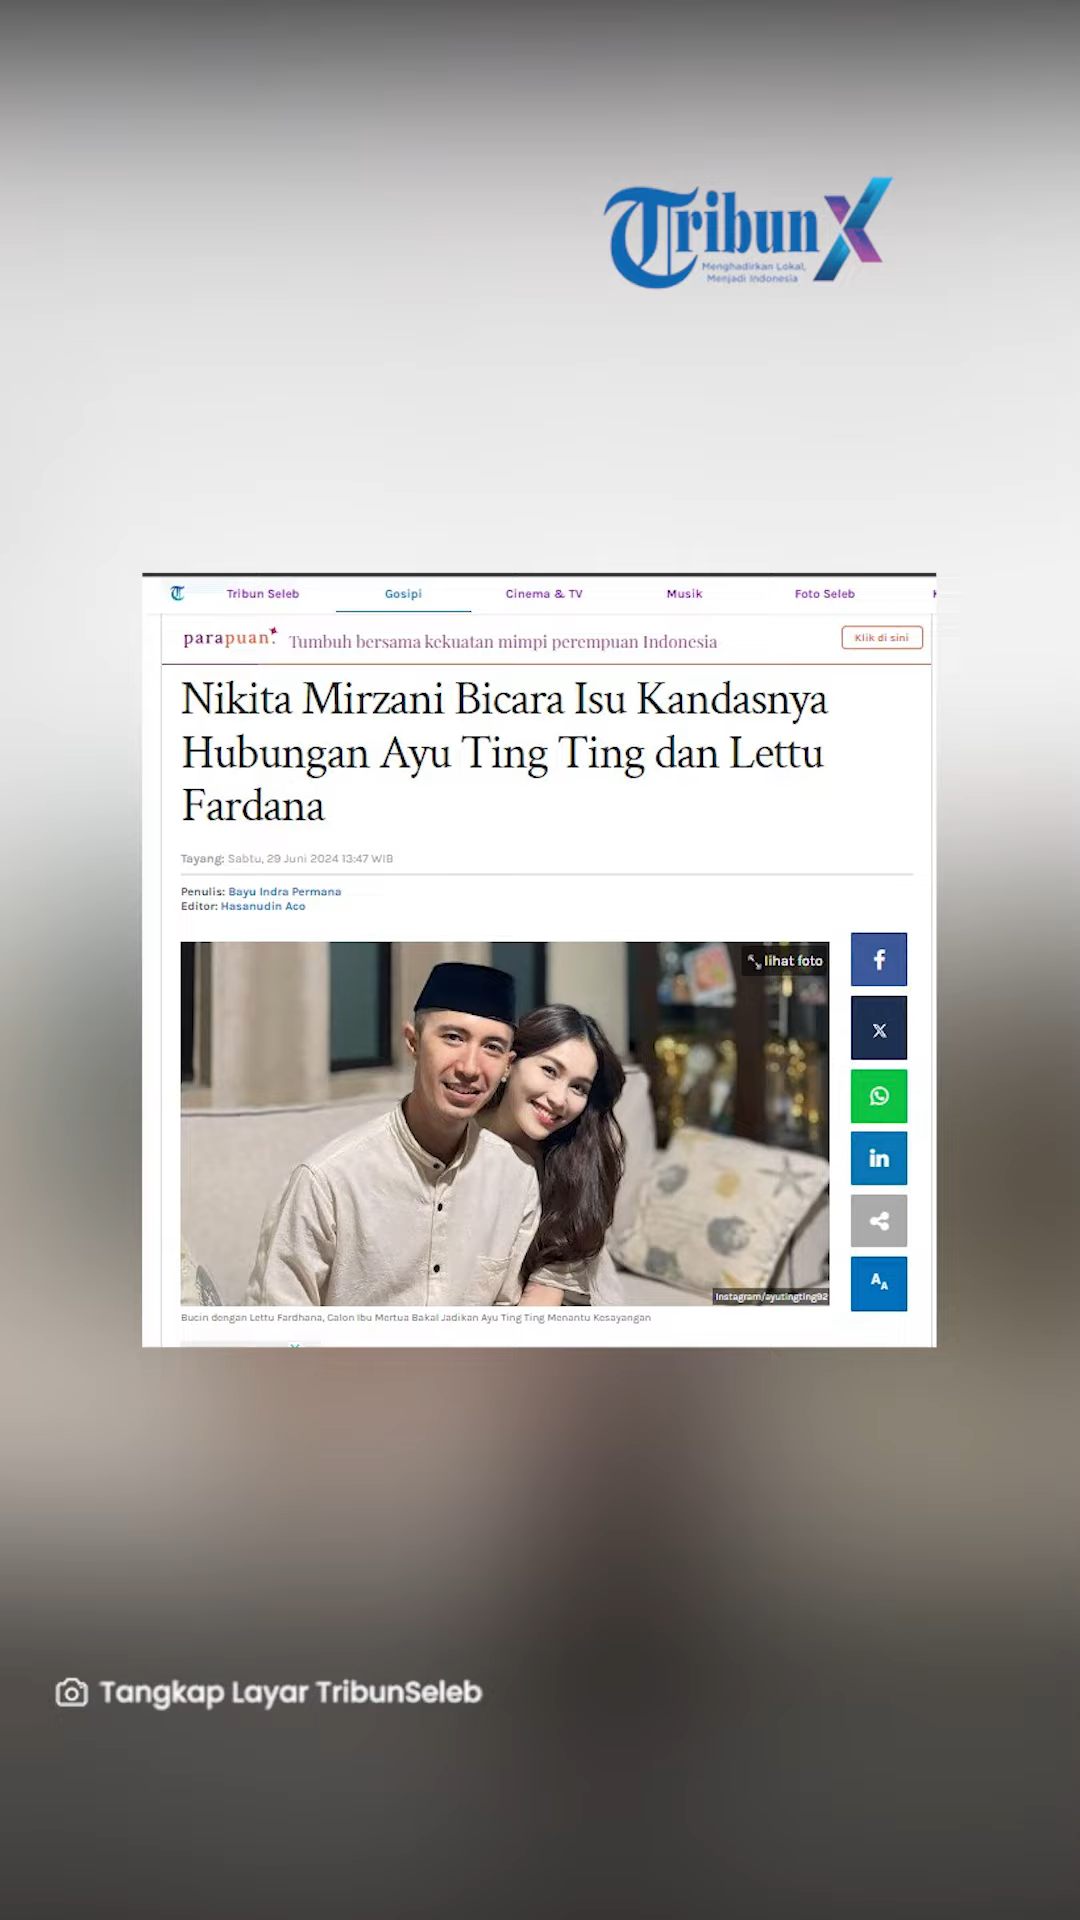 Tribun X
Menghadirkan Lokal,
Menjadi Indonesia
Tribun Seleb
Gosipi
Cinema & TV
Musik
Foto Seleb
parapuan.
Tumbuh bersama kekuatan mimpi perempuan Indonesia
Klik di sini
Nikita Mirzani Bicara Isu Kandasnya
Hubungan Ayu Ting Ting dan Lettu
Fardana
Tayang: Sabtu, 29 Juni 2024 13:47 WIB
Penulis: Bayu Indra Permana
Editor: Hasanudin Aco
lihat foto
Instagram/ayutingting92
Bucin dengan Lettu Fardhana, Calon Ibu Mertua Bakal Jadikan Ayu Ting Ting Menantu Kesayangan
Tangkap Layar TribunSeleb